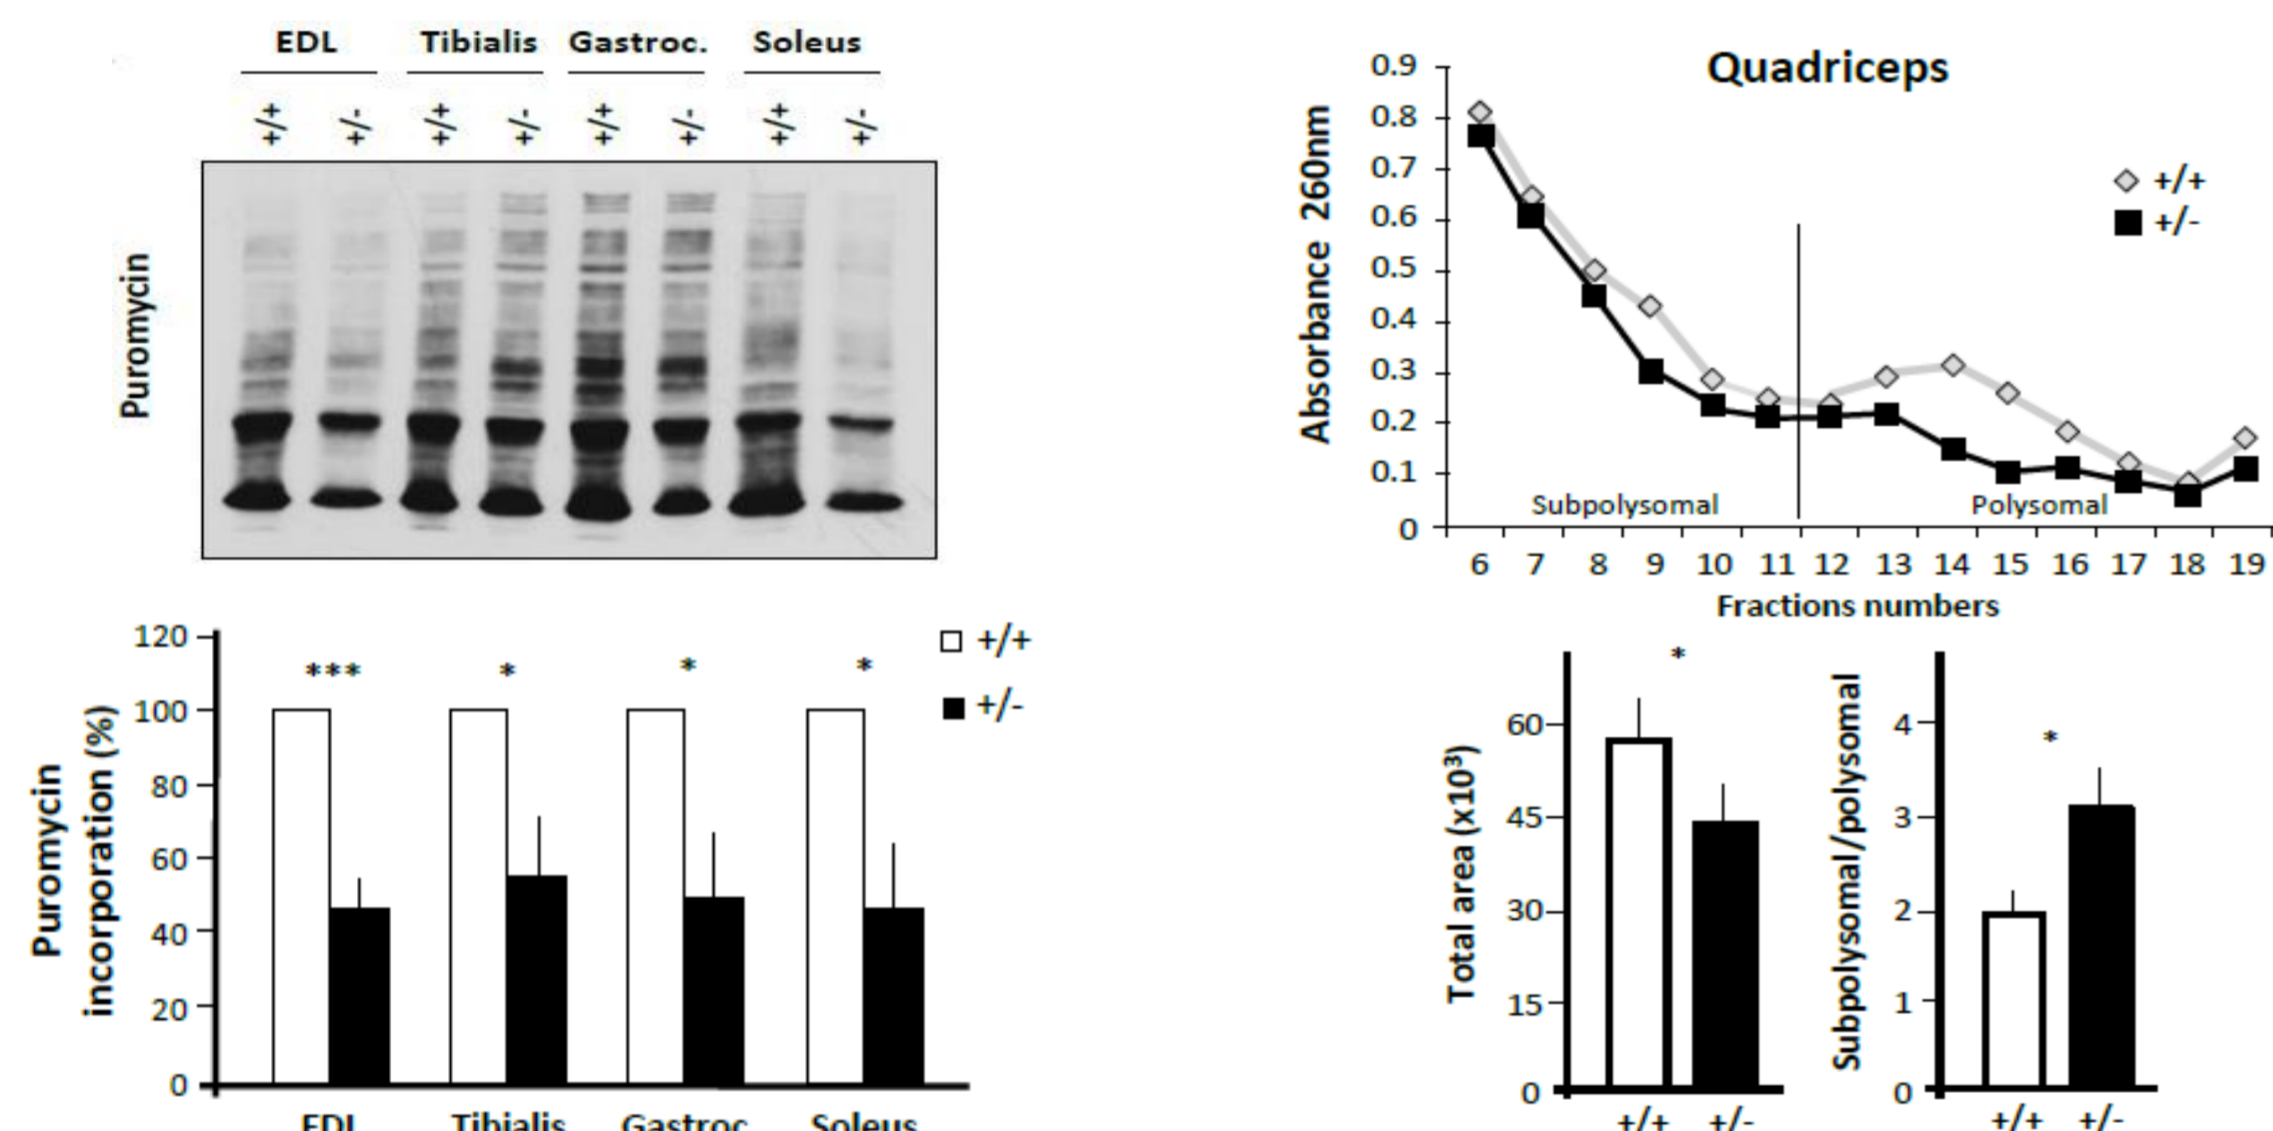 EDL Tibialis Gastroc. Soleus
+/+ +/- +/+ +/- +/+ +/- +/+ +/-
Puromycin
Puromycin
incorporation (%)
120
100
80
60
40
20
0
*** * * *
+/+
+/-
EDL Tibialis Gastroc. Soleus
Quadriceps
Absorbance 260nm
0.9
0.8
0.7
0.6
0.5
0.4
0.3
0.2
0.1
0
+/+
+/-
Subpolysomal Polysomal
6 7 8 9 10 11 12 13 14 15 16 17 18 19
Fractions numbers
Total area (x10³)
60
45
30
15
0
*
+/+ +/-
Subpolysomal/polysomal
4
3
2
1
0
*
+/+ +/-